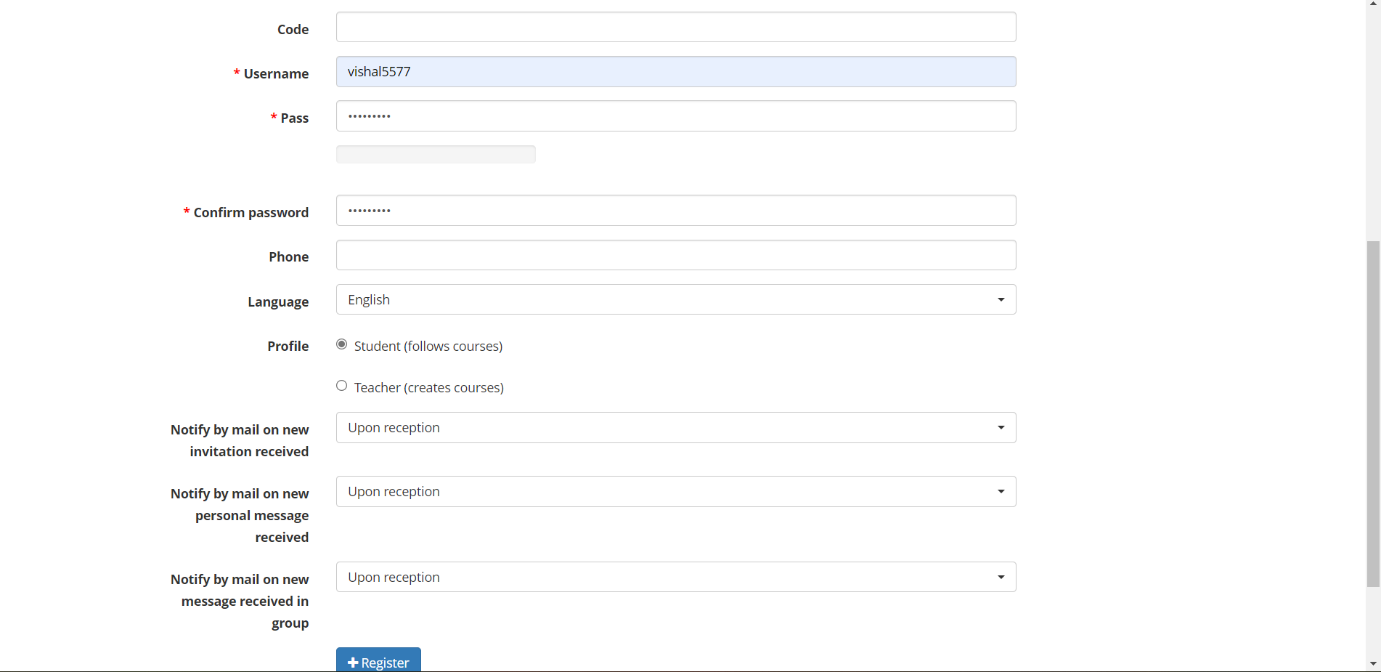 Code
* Username
vishal5577
* Pass
•••••••••
* Confirm password
•••••••••
Phone
Language
English
Profile
Student (follows courses)
Teacher (creates courses)
Notify by mail on new
invitation received
Upon reception
Notify by mail on new
personal message
received
Upon reception
Notify by mail on new
message received in
group
Upon reception
Register